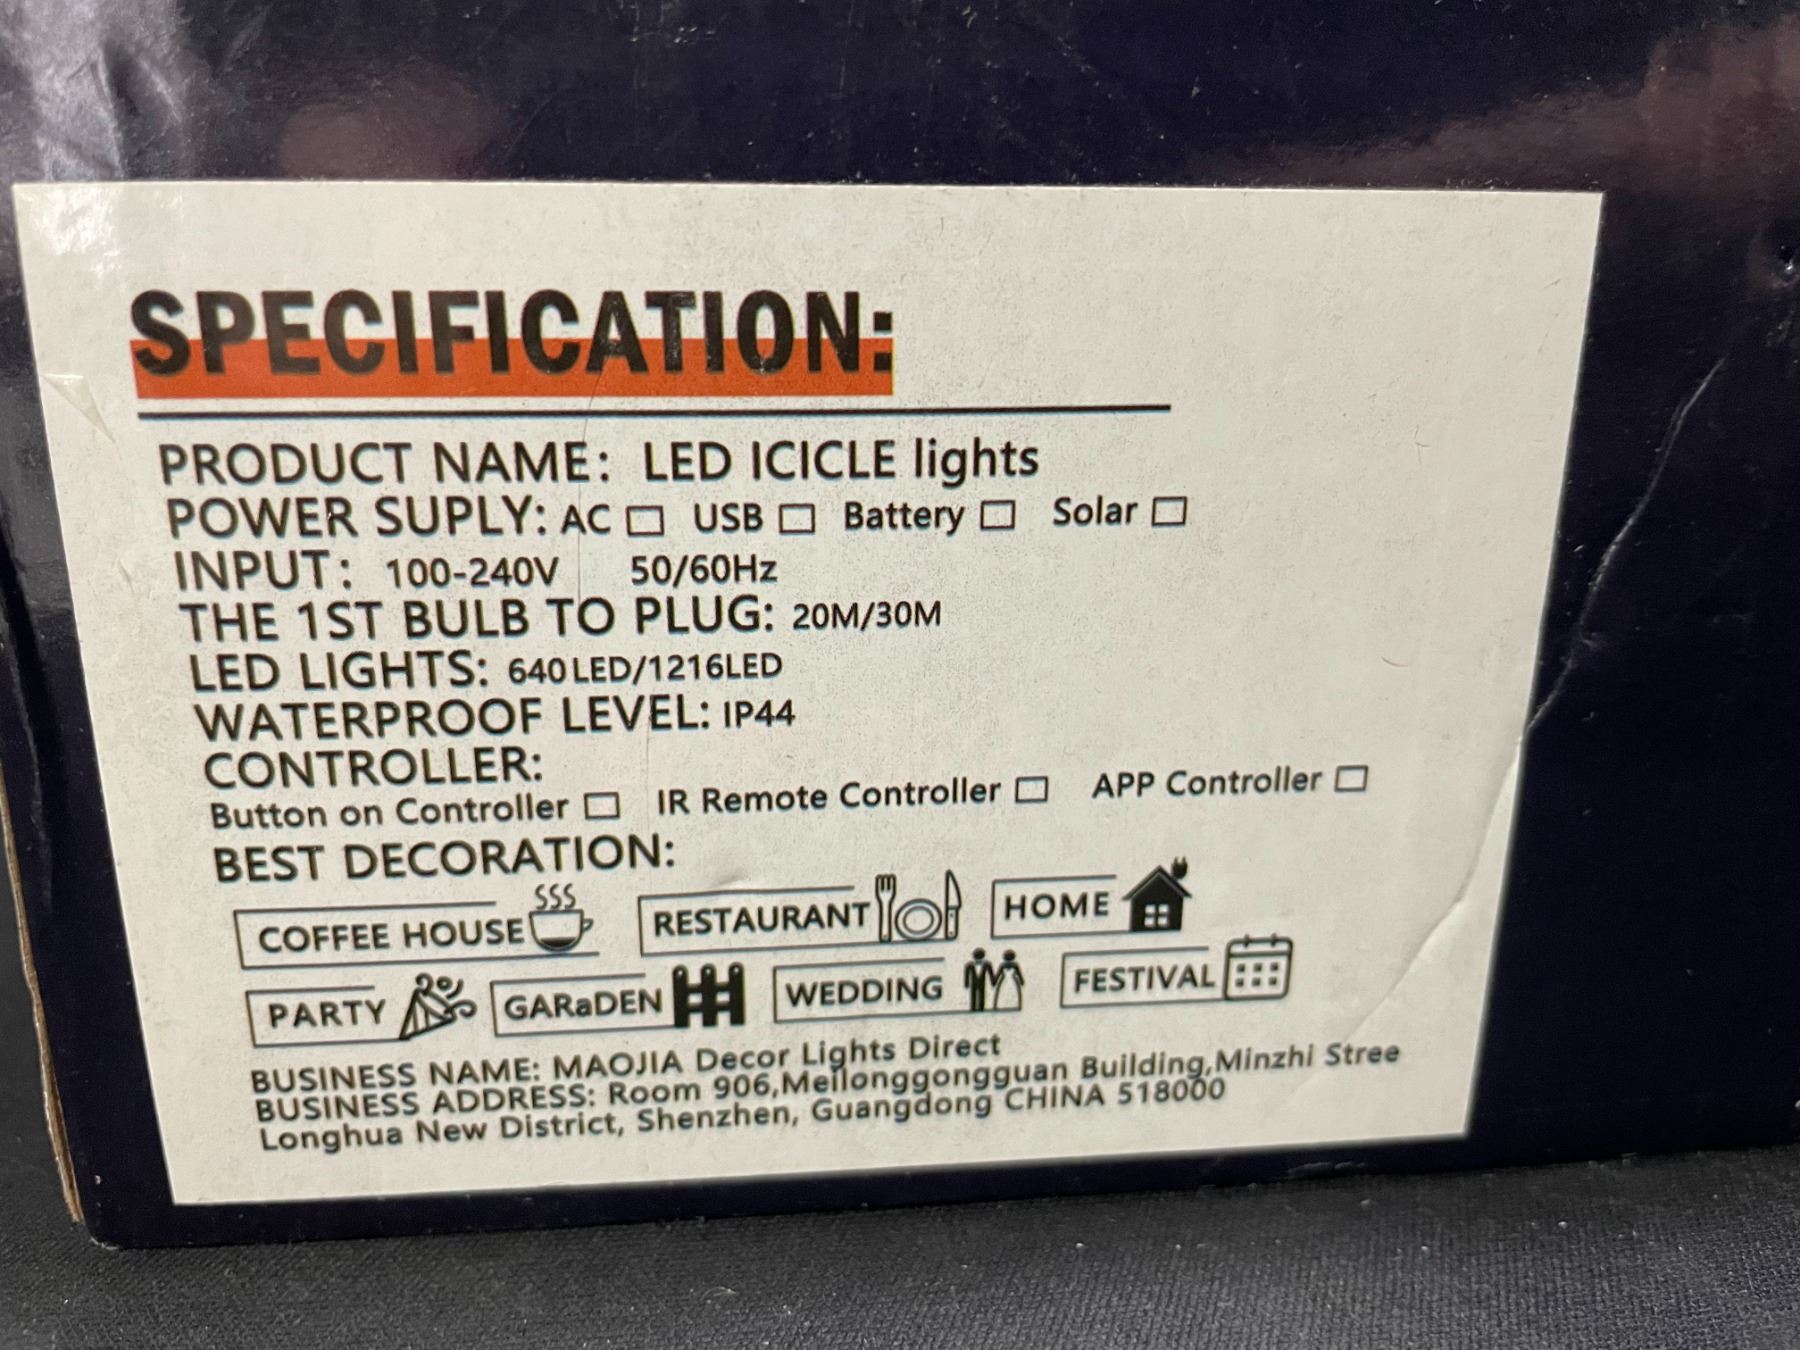 SPECIFICATION:
PRODUCT NAME: LED ICICLE lights
POWER SUPLY: AC □ USB □ Battery □ Solar □
INPUT: 100-240V 50/60Hz
THE 1ST BULB TO PLUG: 20M/30M
LED LIGHTS: 640LED/1216LED
WATERPROOF LEVEL: IP44
CONTROLLER:
Button on Controller □ IR Remote Controller □ APP Controller □
BEST DECORATION:
COFFEE HOUSE RESTAURANT HOME
PARTY GARaDEN WEDDING FESTIVAL
BUSINESS NAME: MAOJIA Decor Lights Direct
BUSINESS ADDRESS: Room 906,Meilonggongguan Building,Minzhi Stree
Longhua New District, Shenzhen, Guangdong CHINA 518000